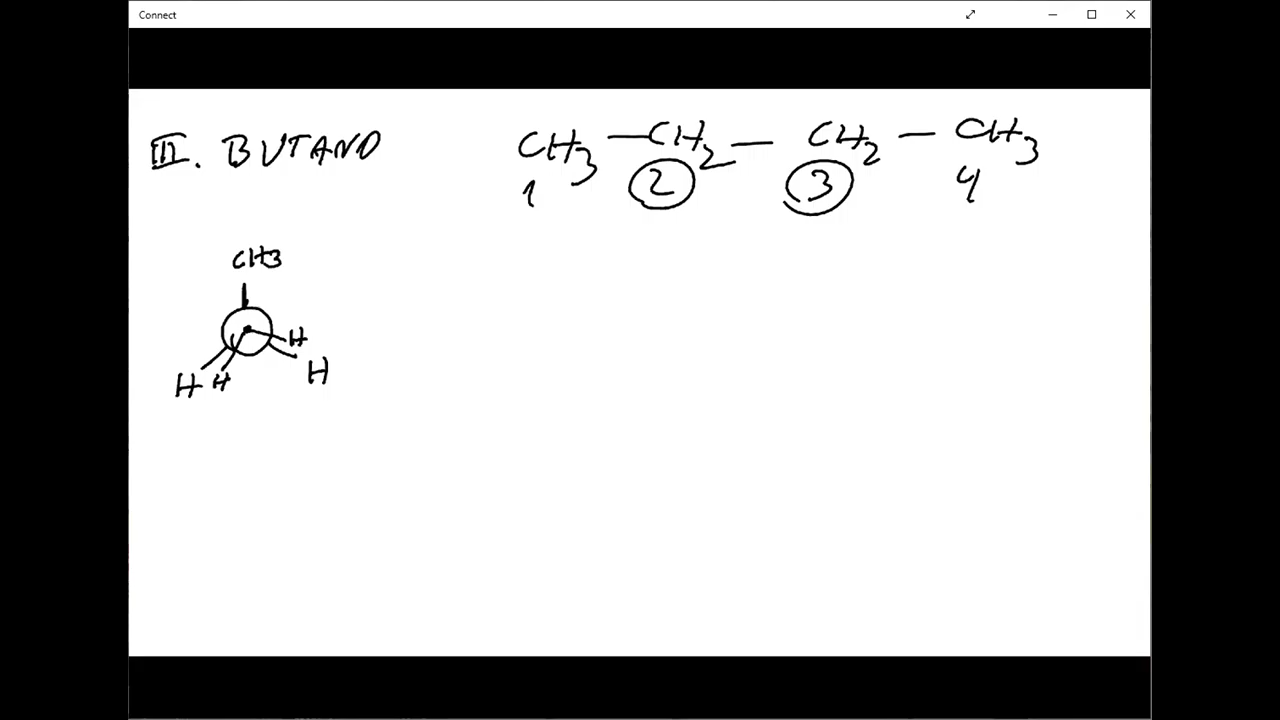 Connect
III. BUTANO
CH3 — CH2 — CH2 — CH3
1 2 3 4
CH3
H
H H H